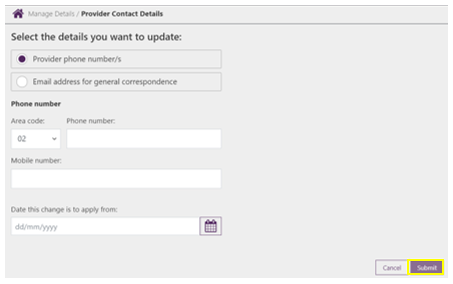 Manage Details / Provider Contact Details
Select the details you want to update:
Provider phone number/s
Email address for general correspondence
Phone number
Area code: Phone number:
02
Mobile number:
Date this change is to apply from:
dd/mm/yyyy
Cancel Submit